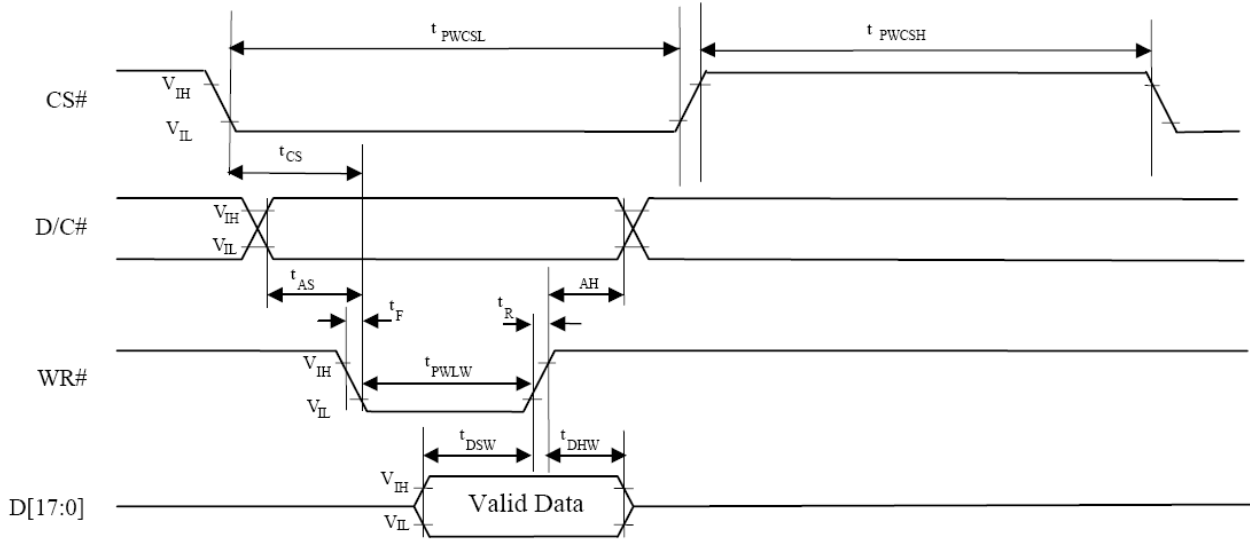 t PWCSL
t PWCSH
CS#
VIH
VIL
tCS
D/C#
VIH
VIL
tAS
tF
tR
AH
WR#
VIH
VIL
tPWLW
tDSW
tDHW
D[17:0]
VIH
VIL
Valid Data